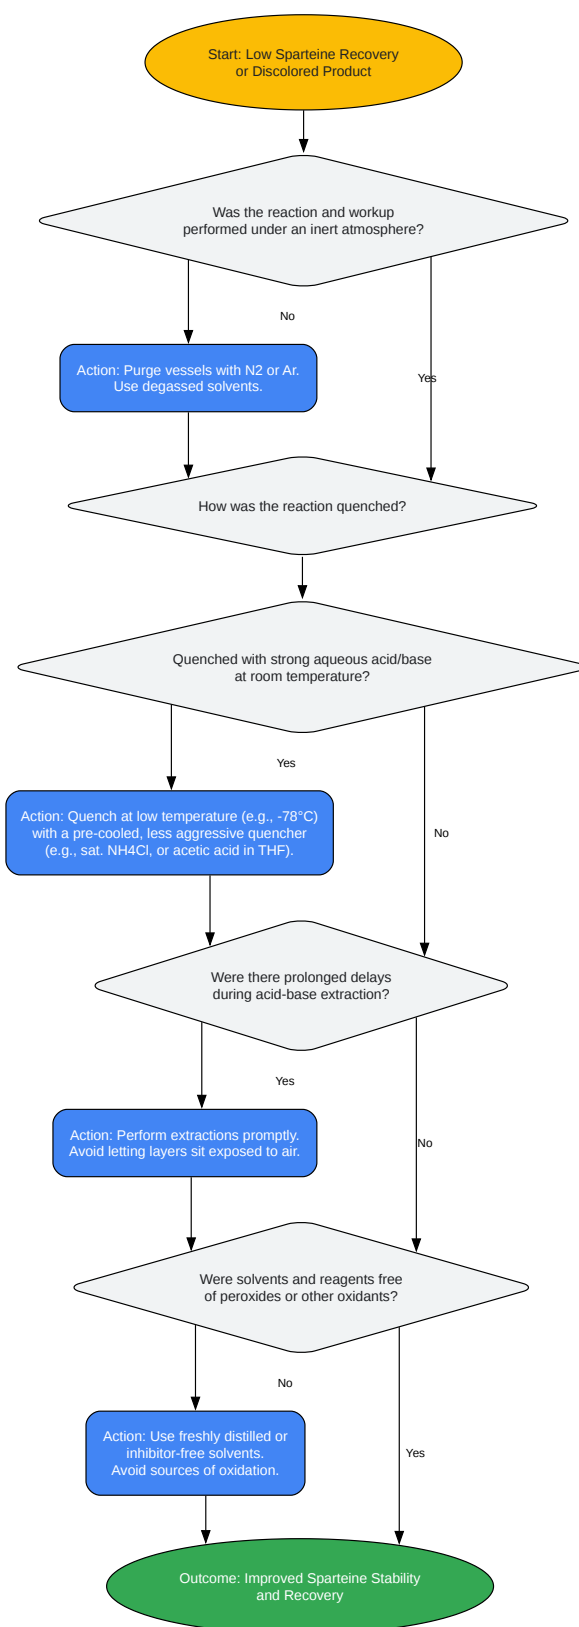 Start: Low Sparteine Recovery
or Discolored Product
Was the reaction and workup
performed under an inert atmosphere?
No
Action: Purge vessels with N2 or Ar.
Use degassed solvents.
Yes
How was the reaction quenched?
Quenched with strong aqueous acid/base
at room temperature?
Yes
Action: Quench at low temperature (e.g., -78°C)
with a pre-cooled, less aggressive quencher
(e.g., sat. NH4Cl, or acetic acid in THF).
No
Were there prolonged delays
during acid-base extraction?
Yes
Action: Perform extractions promptly.
Avoid letting layers sit exposed to air.
No
Were solvents and reagents free
of peroxides or other oxidants?
No
Action: Use freshly distilled or
inhibitor-free solvents.
Avoid sources of oxidation.
Yes
Outcome: Improved Sparteine Stability
and Recovery